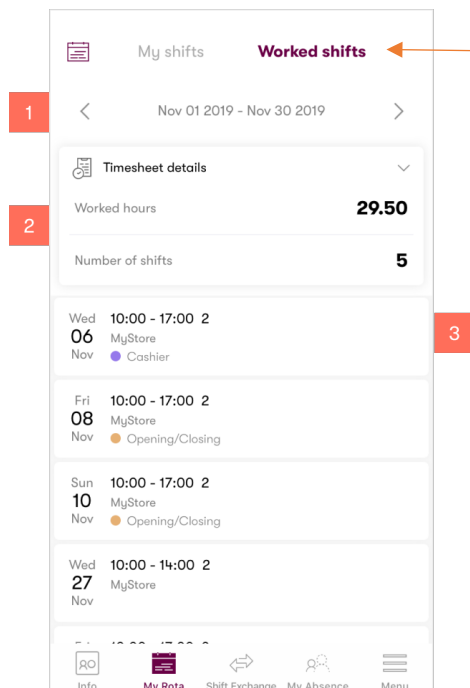 My shifts Worked shifts
1
Nov 01 2019 - Nov 30 2019
Timesheet details
2
Worked hours 29.50
Number of shifts 5
3
Wed 10:00 - 17:00 2
06 MyStore
Nov Cashier
Fri 10:00 - 17:00 2
08 MyStore
Nov Opening/Closing
Sun 10:00 - 17:00 2
10 MyStore
Nov Opening/Closing
Wed 10:00 - 14:00 2
27 MyStore
Nov
Info My Rota Shift Exchange My Absence Menu